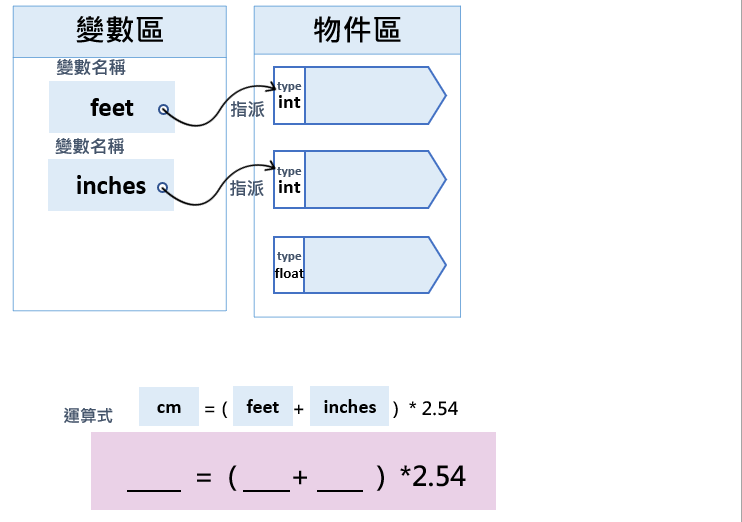 變數區
物件區
變數名稱
feet
指派
type
int
變數名稱
inches
指派
type
int
type
float
運算式 cm = ( feet + inches ) * 2.54
____ = ( ____ + ____ ) *2.54